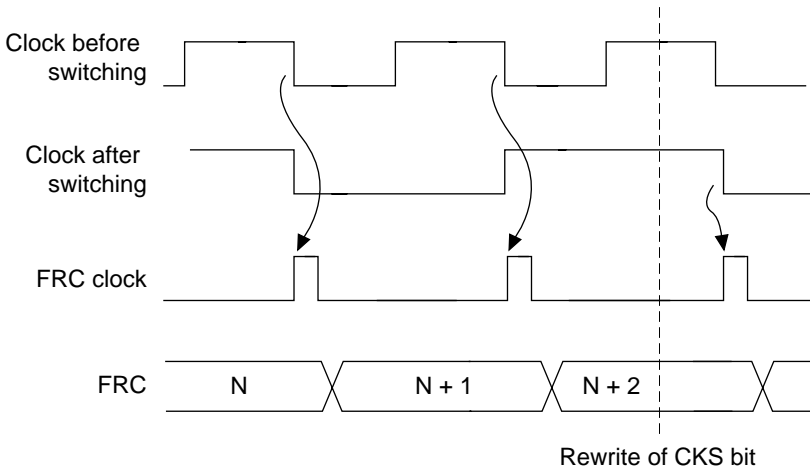 Clock before
switching
Clock after
switching
FRC clock
FRC
N
N + 1
N + 2
Rewrite of CKS bit